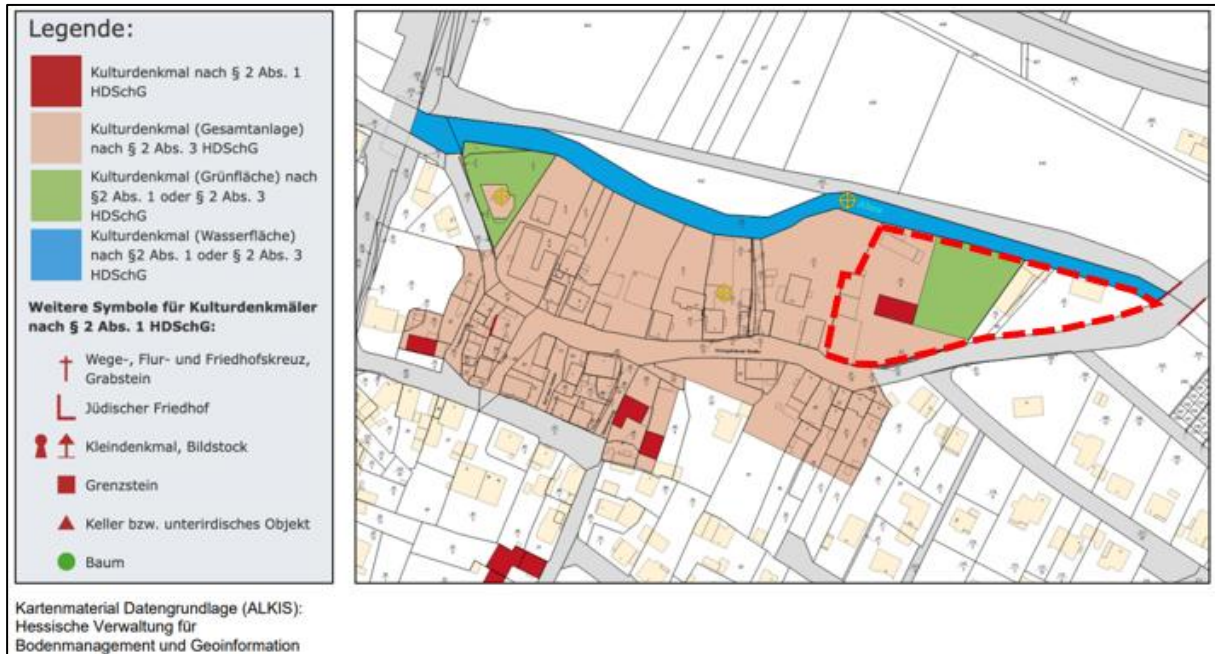 Legende:
Kulturdenkmal nach § 2 Abs. 1
HDSchG
Kulturdenkmal (Gesamtanlage)
nach § 2 Abs. 3 HDSchG
Kulturdenkmal (Grünfläche) nach
§2 Abs. 1 oder § 2 Abs. 3
HDSchG
Kulturdenkmal (Wasserfläche)
nach §2 Abs. 1 oder § 2 Abs. 3
HDSchG
Weitere Symbole für Kulturdenkmäler
nach § 2 Abs. 1 HDSchG:
Wege-, Flur- und Friedhofskreuz,
Grabstein
Jüdischer Friedhof
Kleindenkmal, Bildstock
Grenzstein
Keller bzw. unterirdisches Objekt
Baum
Kartenmaterial Datengrundlage (ALKIS):
Hessische Verwaltung für
Bodenmanagement und Geoinformation